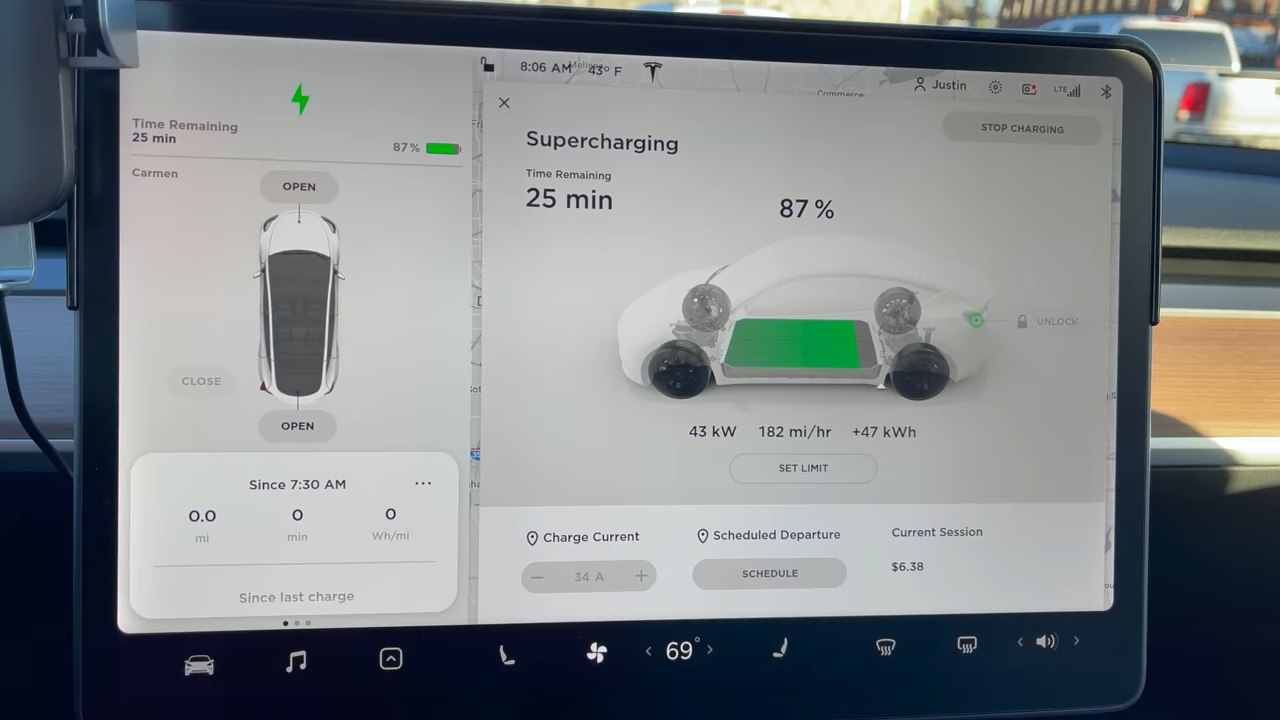 8:06 AM
43° F
Commerce
Justin
LTE
Time Remaining
25 min
87 %
Carmen
OPEN
CLOSE
OPEN
Since 7:30 AM
...
0.0
0
0
mi
min
Wh/mi
Since last charge
Supercharging
STOP CHARGING
Time Remaining
25 min
87 %
UNLOCK
43 kW
182 mi/hr
+47 kWh
SET LIMIT
Charge Current
Scheduled Departure
Current Session
34 A
SCHEDULE
$6.38
69°